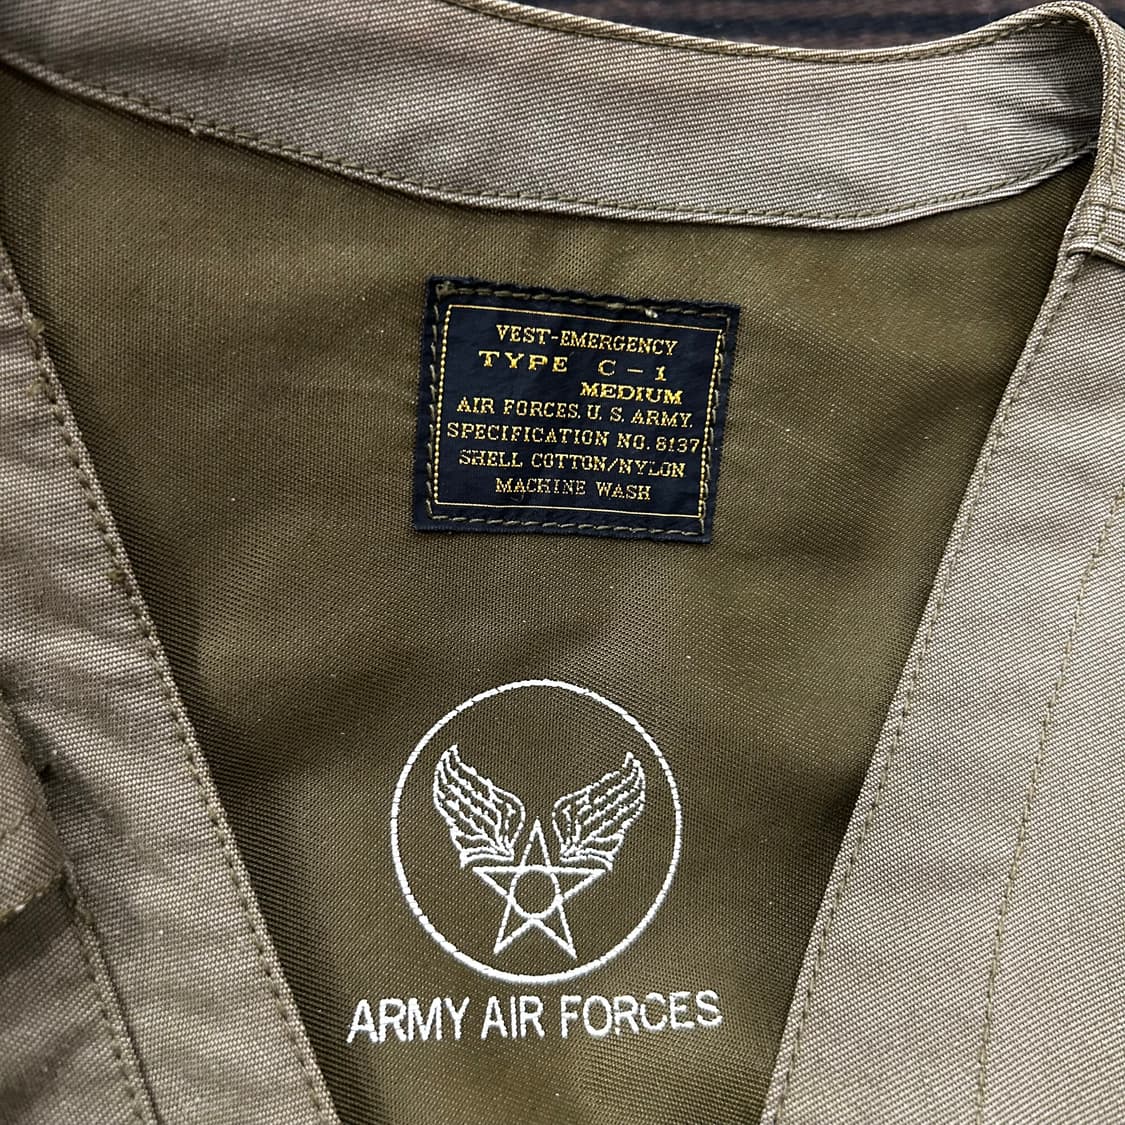 VEST-EMERGENCY
TYPE C-1
MEDIUM
AIR FORCES. U. S. ARMY.
SPECIFICATION NO. 8137
SHELL COTTON/NYLON
MACHINE WASH
ARMY AIR FORCES